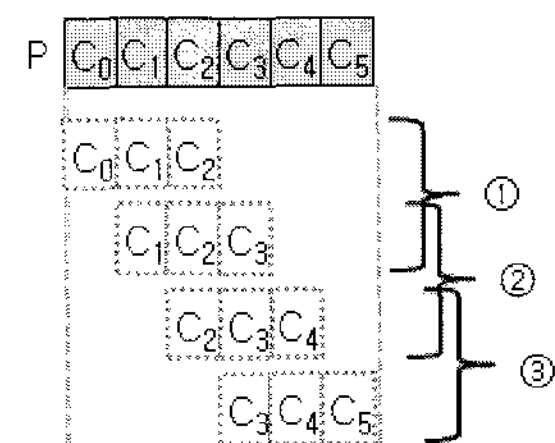 P C₀ C₁ C₂ C₃ C₄ C₅
C₀ C₁ C₂
①
C₁ C₂ C₃
②
C₂ C₃ C₄
③
C₃ C₄ C₅